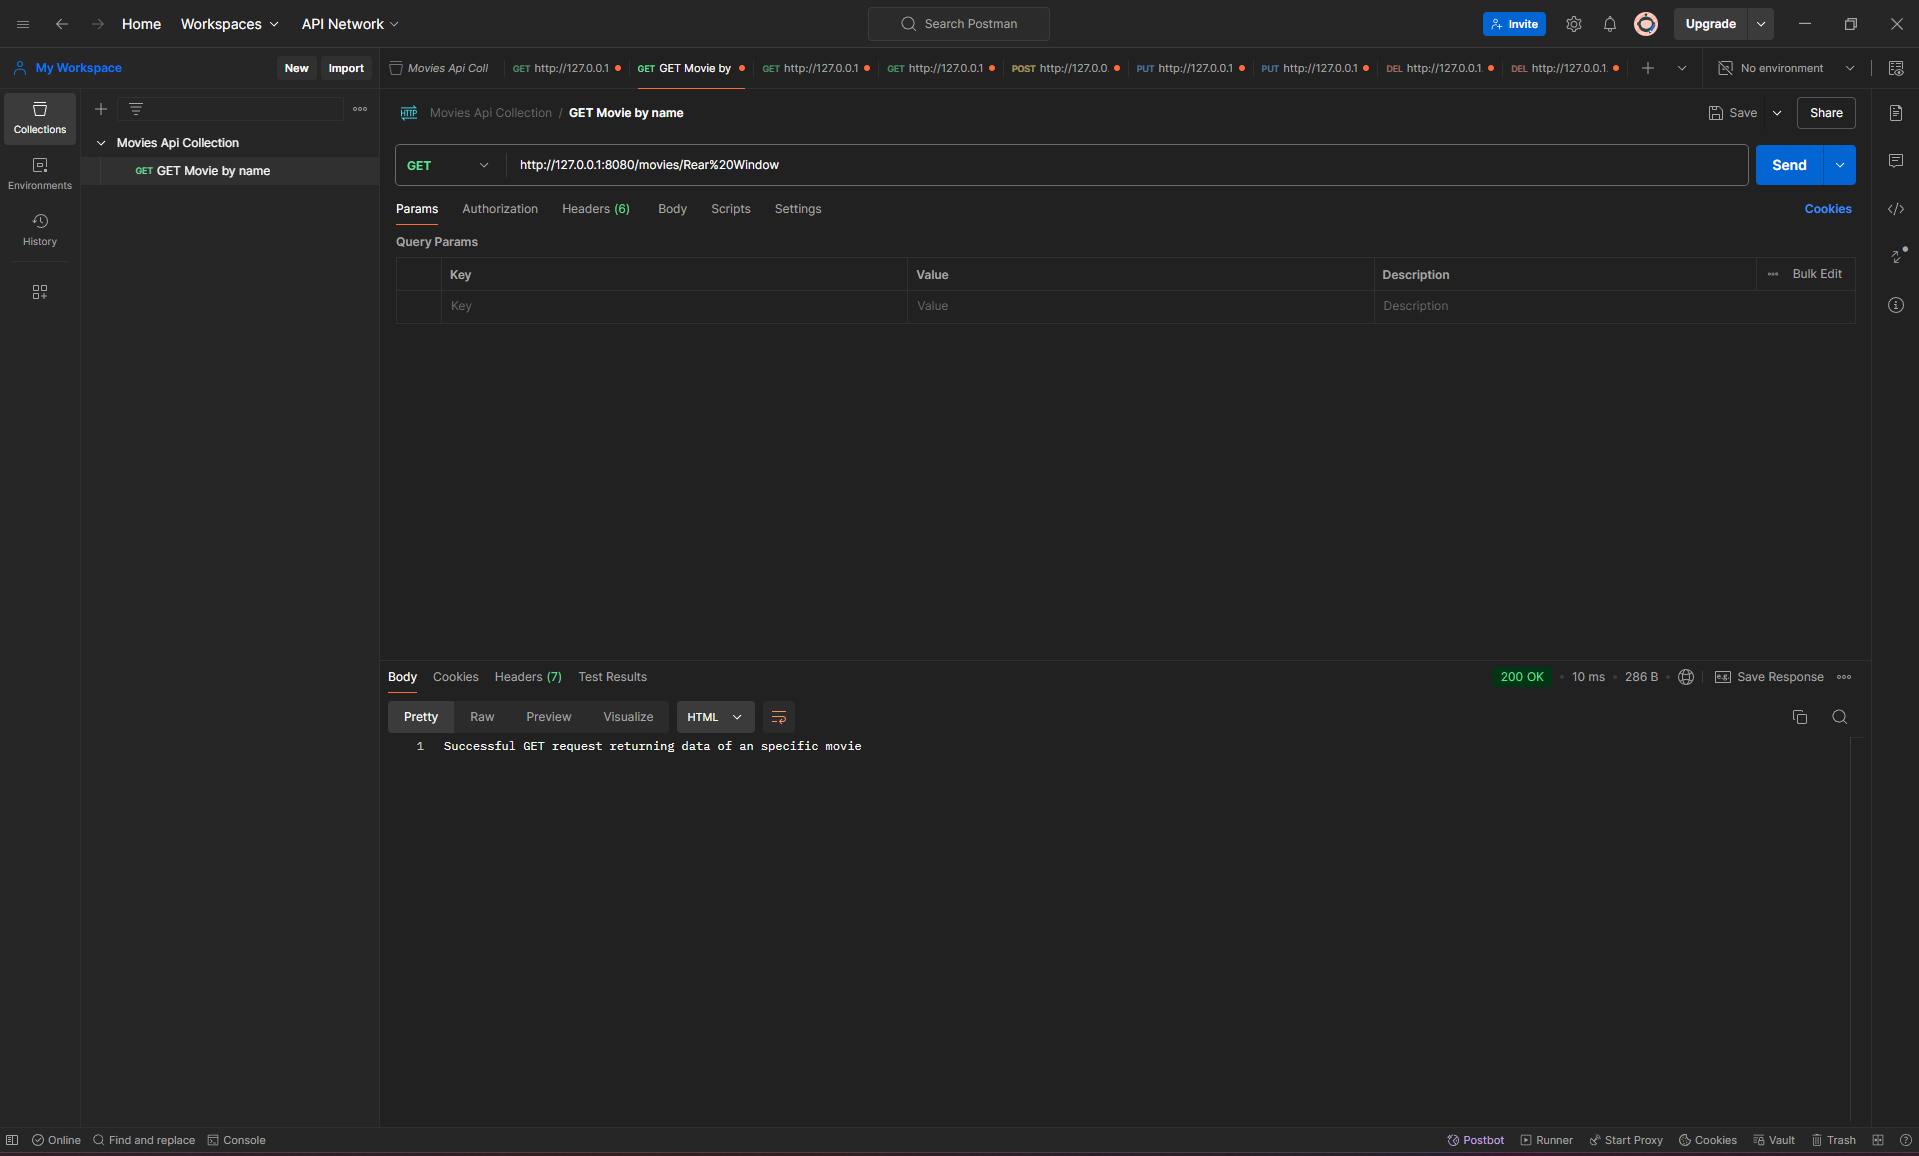 Home Workspaces API Network Search Postman Invite Upgrade
My Workspace New Import Movies Api Coll GET http://127.0.0.1 GET GET Movie by GET http://127.0.0.1 GET http://127.0.0.1 POST http://127.0.0. PUT http://127.0.0.1 PUT http://127.0.0.1 DEL http://127.0.0.1. DEL http://127.0.0.1. No environment
Collections
Environments
History
Movies Api Collection
GET GET Movie by name
HTTP Movies Api Collection / GET Movie by name Save Share
GET http://127.0.0.1:8080/movies/Rear%20Window Send
Params Authorization Headers (6) Body Scripts Settings Cookies
Query Params
Key Value Description Bulk Edit
Key Value Description
Body Cookies Headers (7) Test Results 200 OK 10 ms 286 B e.g. Save Response
Pretty Raw Preview Visualize HTML
1 Successful GET request returning data of an specific movie
Online Find and replace Console Postbot Runner Start Proxy Cookies Vault Trash